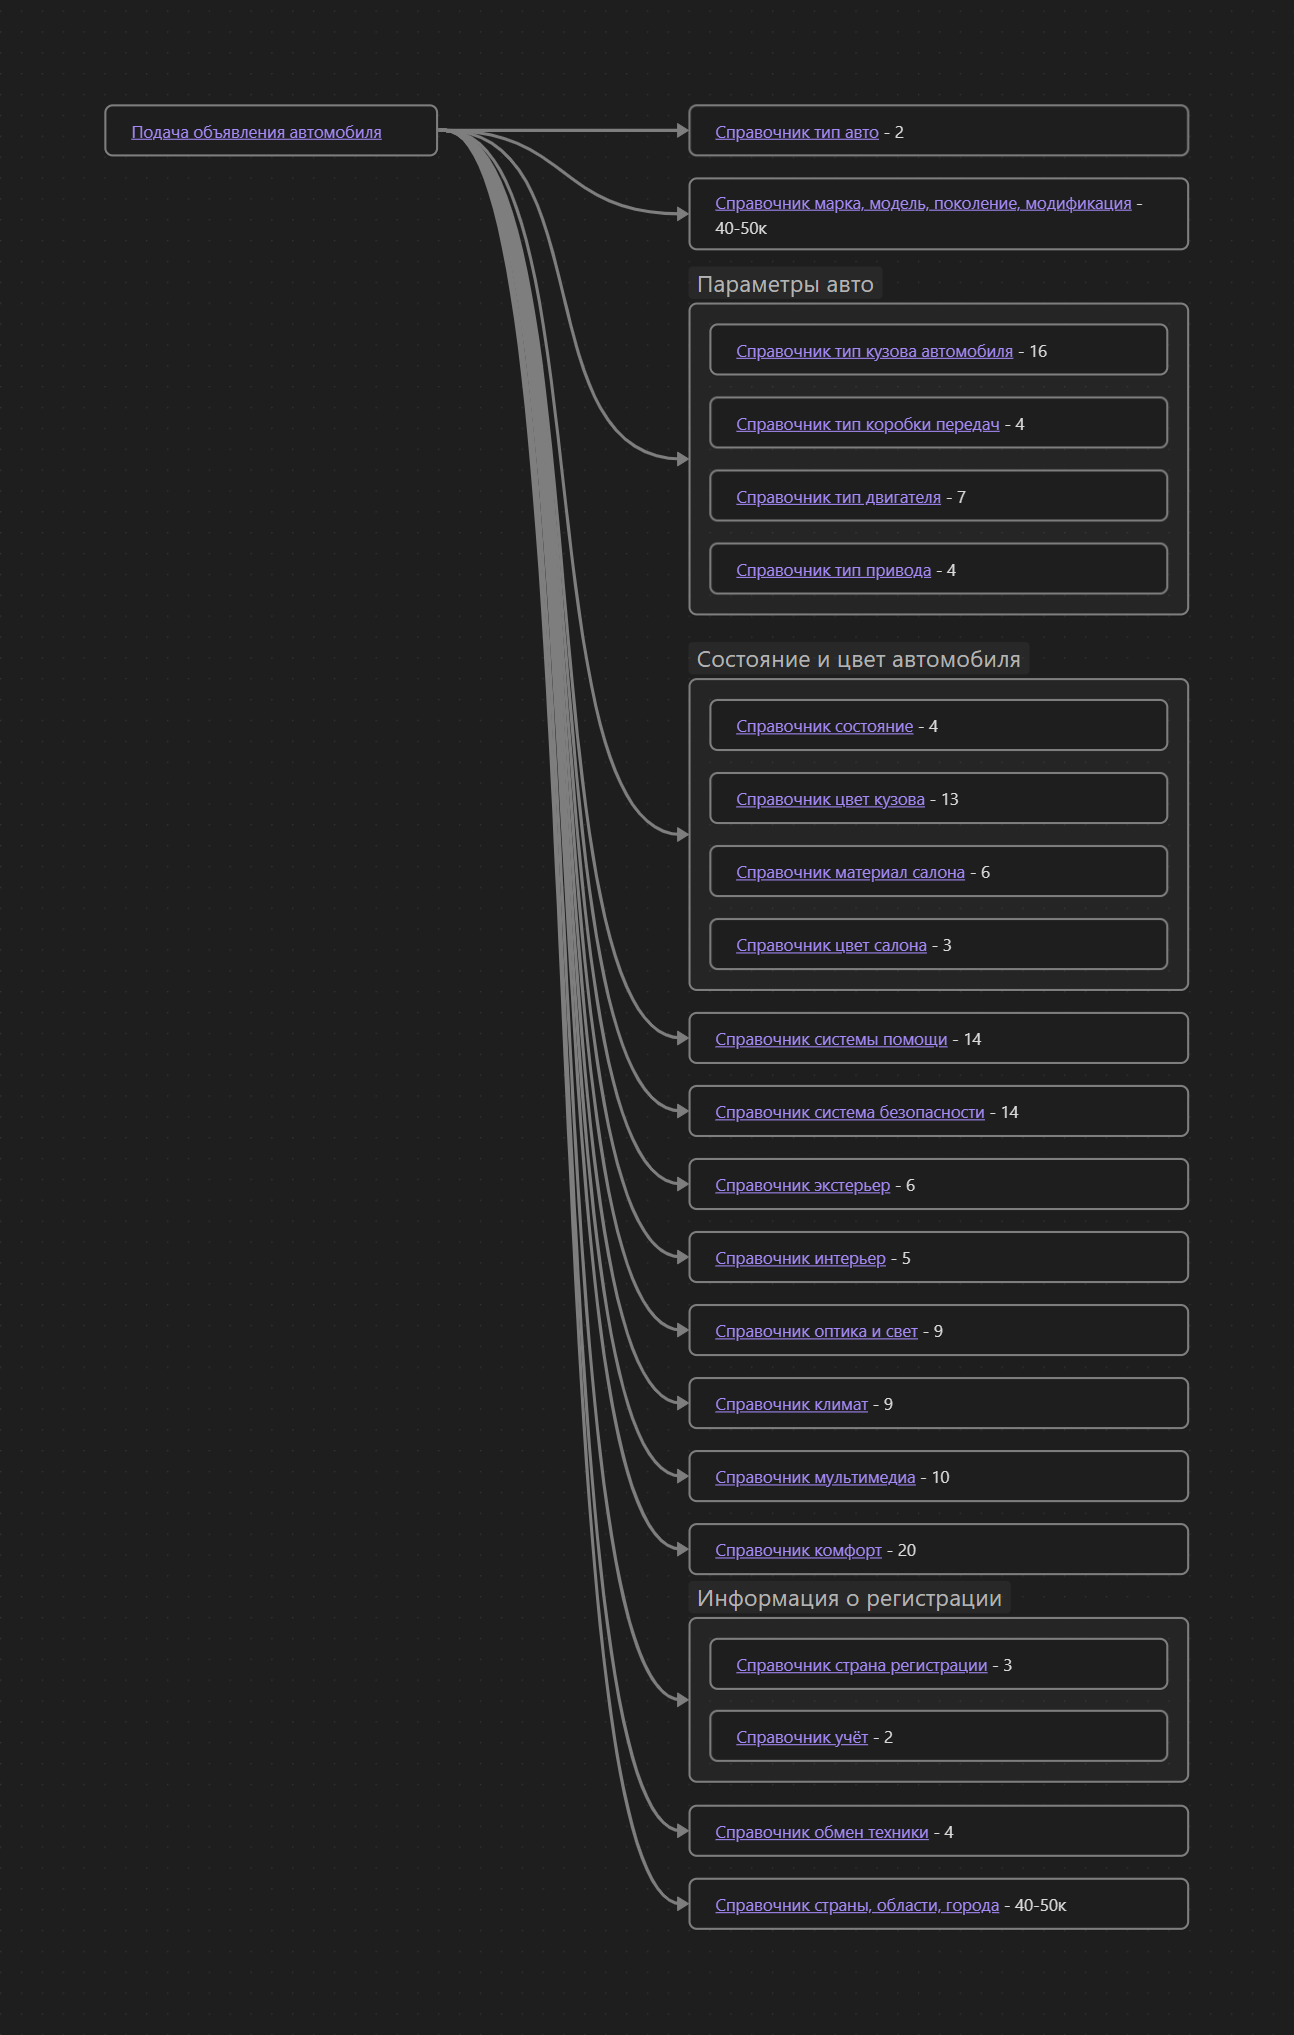 Подача объявления автомобиля
Справочник тип авто - 2
Справочник марка, модель, поколение, модификация -
40-50к
Параметры авто
Справочник тип кузова автомобиля - 16
Справочник тип коробки передач - 4
Справочник тип двигателя - 7
Справочник тип привода - 4
Состояние и цвет автомобиля
Справочник состояние - 4
Справочник цвет кузова - 13
Справочник материал салона - 6
Справочник цвет салона - 3
Справочник системы помощи - 14
Справочник система безопасности - 14
Справочник экстерьер - 6
Справочник интерьер - 5
Справочник оптика и свет - 9
Справочник климат - 9
Справочник мультимедиа - 10
Справочник комфорт - 20
Информация о регистрации
Справочник страна регистрации - 3
Справочник учёт - 2
Справочник обмен техники - 4
Справочник страны, области, города - 40-50к